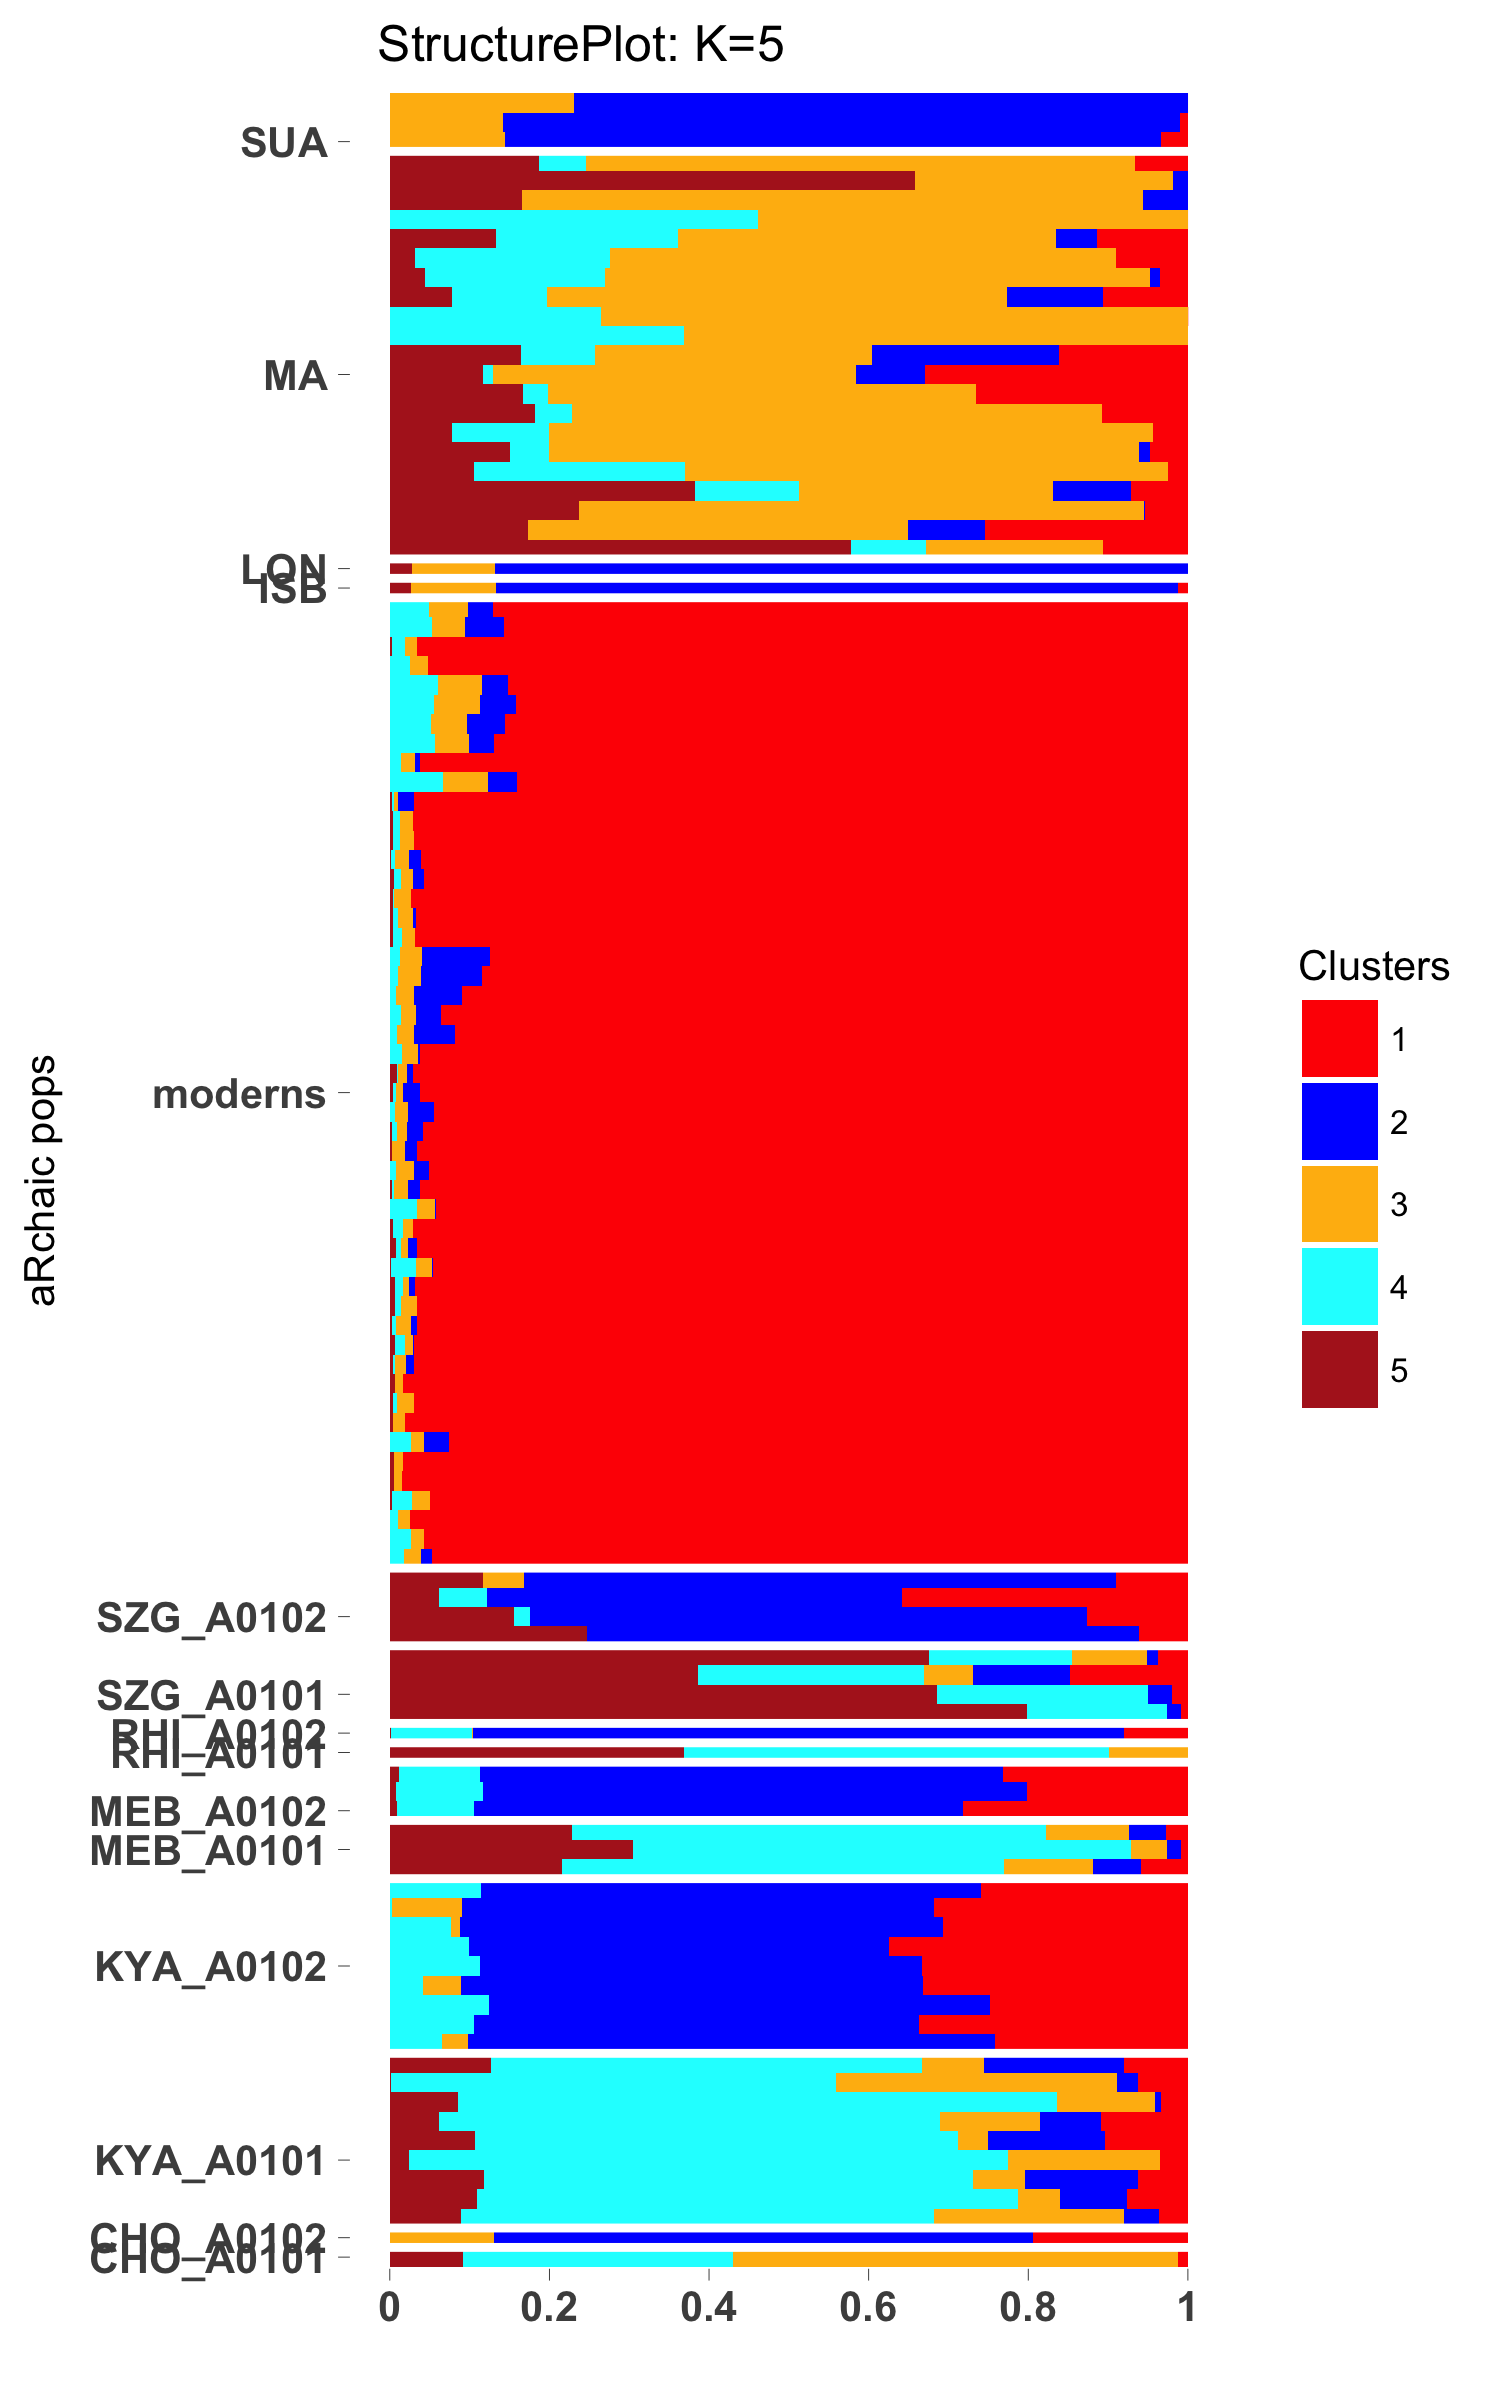 StructurePlot: K=5
SUA
MA
LON
ISB
moderns
SZG_A0102
SZG_A0101
RHI_A0102
RHI_A0101
MEB_A0102
MEB_A0101
KYA_A0102
KYA_A0101
CHO_A0102
CHO_A0101
aRchaic pops
0 0.2 0.4 0.6 0.8 1
Clusters
1
2
3
4
5